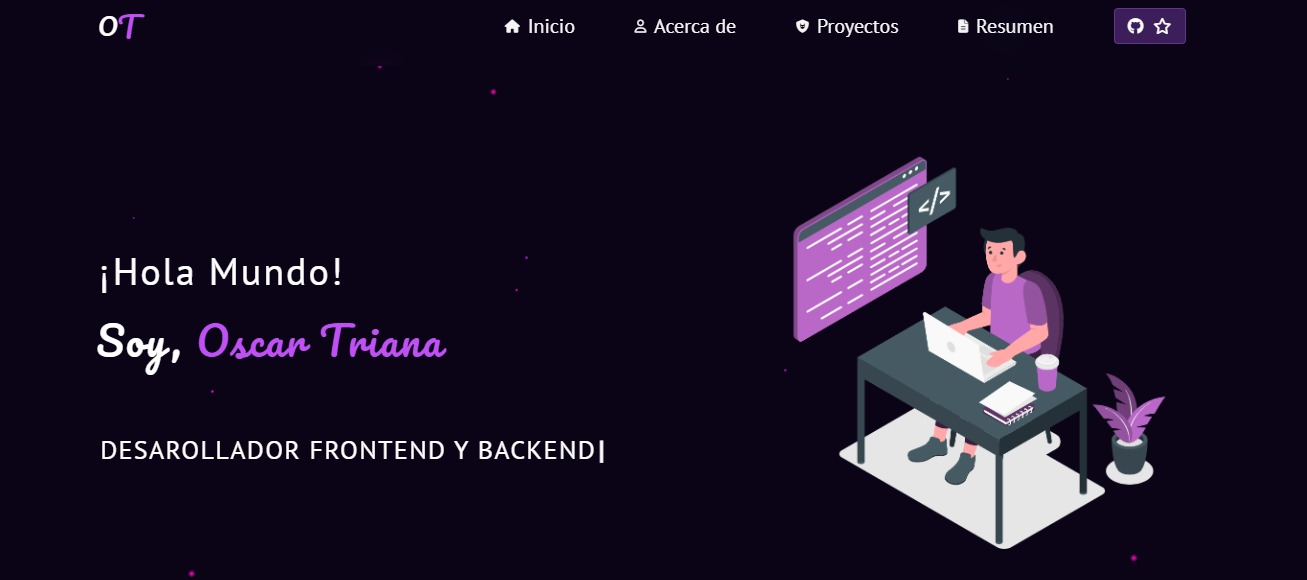 OT
Inicio
Acerca de
Proyectos
Resumen
</>
¡Hola Mundo!
Soy, Oscar Triana
DESAROLLADOR FRONTEND Y BACKEND|